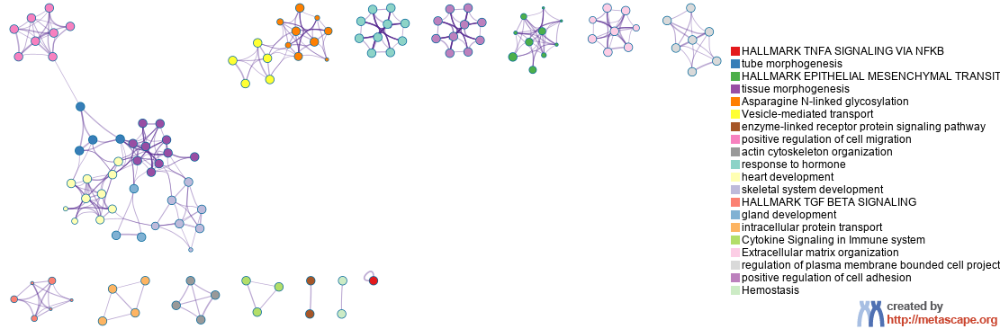 HALLMARK TNFA SIGNALING VIA NFKB
tube morphogenesis
HALLMARK EPITHELIAL MESENCHYMAL TRANSIT
tissue morphogenesis
Asparagine N-linked glycosylation
Vesicle-mediated transport
enzyme-linked receptor protein signaling pathway
positive regulation of cell migration
actin cytoskeleton organization
response to hormone
heart development
skeletal system development
HALLMARK TGF BETA SIGNALING
gland development
intracellular protein transport
Cytokine Signaling in Immune system
Extracellular matrix organization
regulation of plasma membrane bounded cell project
positive regulation of cell adhesion
Hemostasis
created by
http://metascape.org